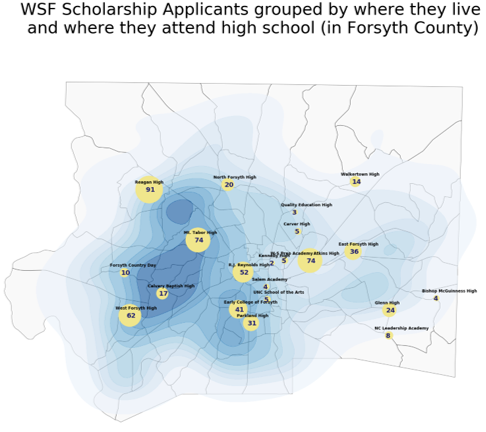 WSF Scholarship Applicants grouped by where they live
and where they attend high school (in Forsyth County)
Walkertown High
14
North Forsyth High
20
Reagan High
91
Quality Education High
3
Carver High
5
Mt. Tabor High
74
East Forsyth High
36
Prep Academy
5
Atkins High
74
Kennedy High
2
R.J. Reynolds High
52
Forsyth Country Day
10
Salem Academy
4
Calvary Baptist High
17
UNC School of the Arts
Bishop McGuinness High
4
Early College of Forsyth
41
Glenn High
24
West Forsyth High
62
Parkland High
31
NC Leadership Academy
8